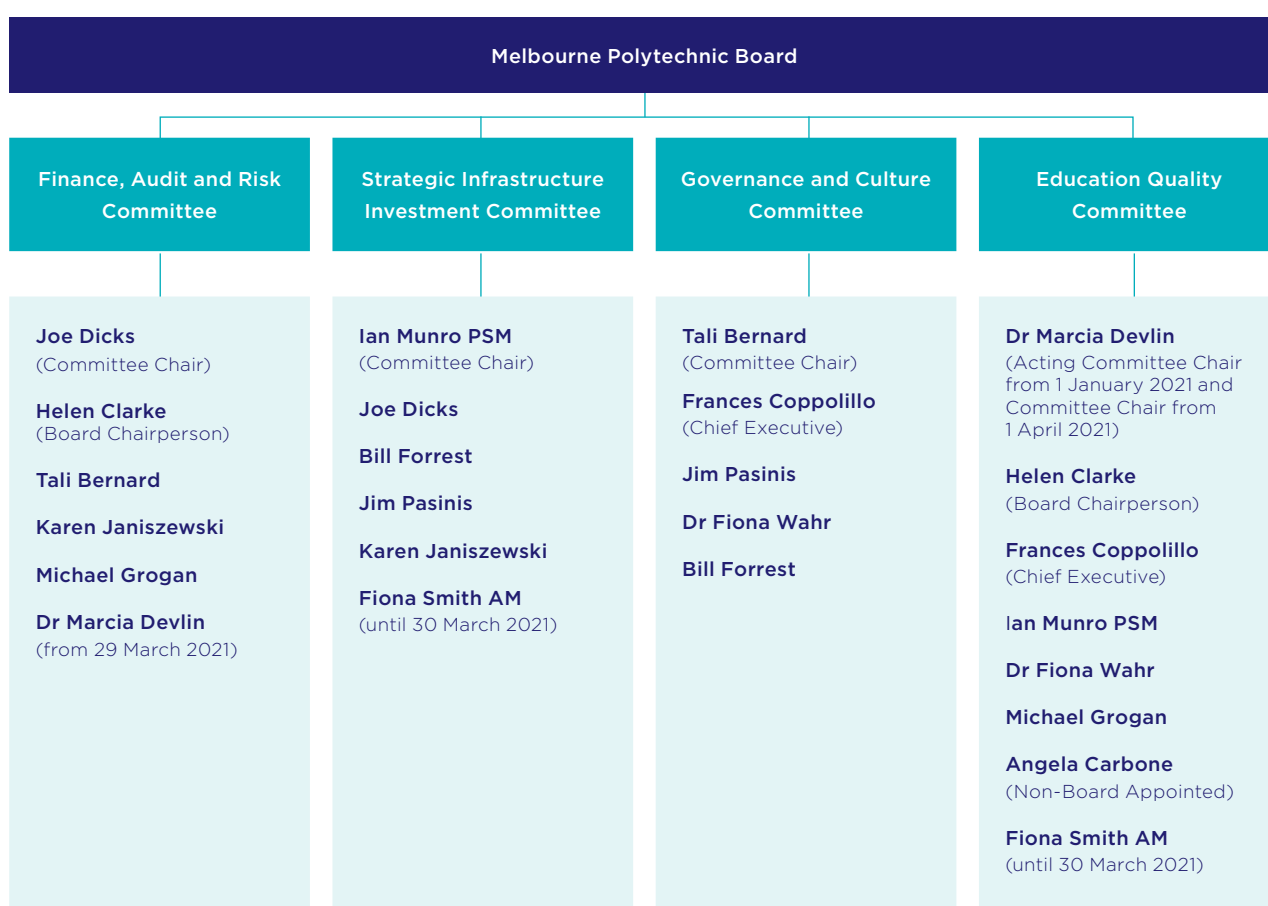 Melbourne Polytechnic Board
Finance, Audit and Risk
Committee
Joe Dicks
(Committee Chair)
Helen Clarke
(Board Chairperson)
Tali Bernard
Karen Janiszewski
Michael Grogan
Dr Marcia Devlin
(from 29 March 2021)
Strategic Infrastructure
Investment Committee
Ian Munro PSM
(Committee Chair)
Joe Dicks
Bill Forrest
Jim Pasinis
Karen Janiszewski
Fiona Smith AM
(until 30 March 2021)
Governance and Culture
Committee
Tali Bernard
(Committee Chair)
Frances Coppolillo
(Chief Executive)
Jim Pasinis
Dr Fiona Wahr
Bill Forrest
Education Quality
Committee
Dr Marcia Devlin
(Acting Committee Chair
from 1 January 2021 and
Committee Chair from
1 April 2021)
Helen Clarke
(Board Chairperson)
Frances Coppolillo
(Chief Executive)
Ian Munro PSM
Dr Fiona Wahr
Michael Grogan
Angela Carbone
(Non-Board Appointed)
Fiona Smith AM
(until 30 March 2021)